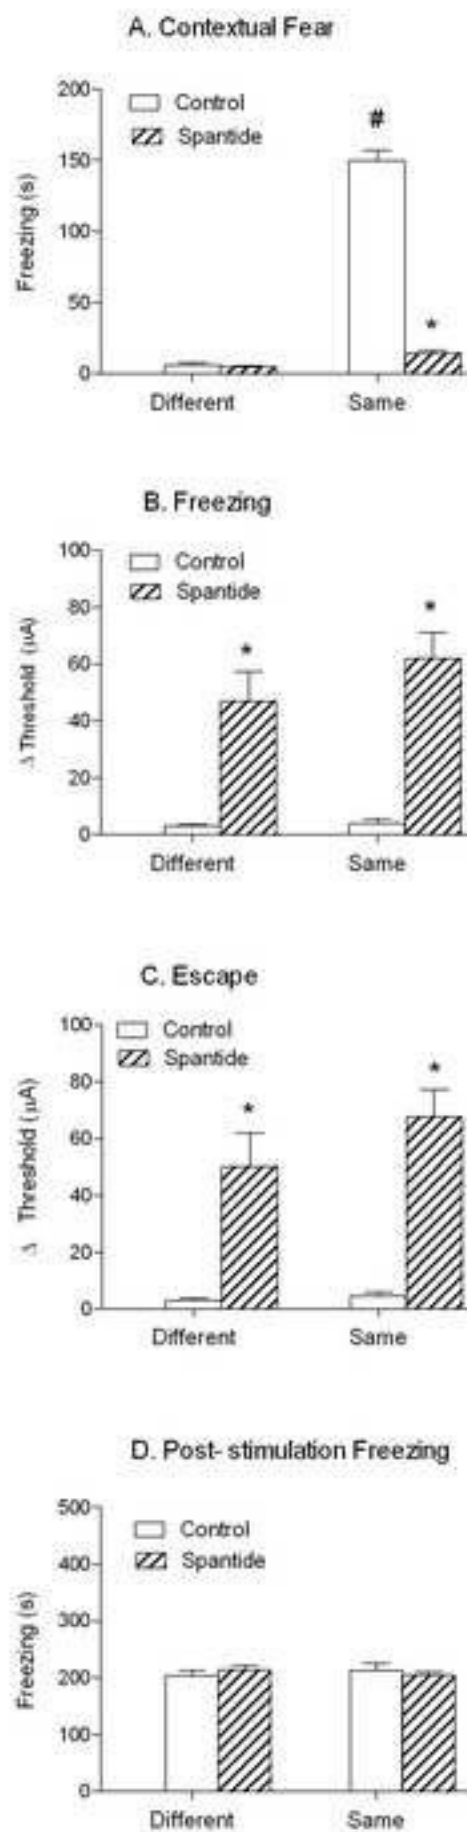 A. Contextual Fear
200
150
100
50
0
Freezing (s)
Control
Spantide
#
*
Different Same
B. Freezing
100
80
60
40
20
0
Δ Threshold (µA)
Control
Spantide
* *
Different Same
C. Escape
100
80
60
40
20
0
Δ Threshold (µA)
Control
Spantide
* *
Different Same
D. Post- stimulation Freezing
500
400
300
200
100
0
Freezing (s)
Control
Spantide
Different Same